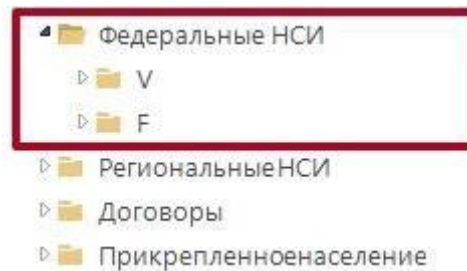 Федеральные НСИ
V
F
РегиональныеНСИ
Договоры
Прикрепленноенаселение